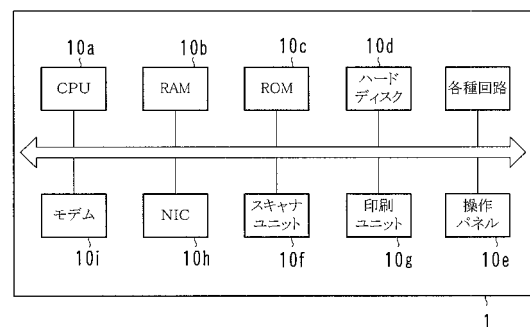 10a
10b
10c
10d
CPU
RAM
ROM
ハード
ディスク
各種回路
モデム
NIC
スキャナ
ユニット
印刷
ユニット
操作
パネル
10i
10h
10f
10g
10e
1